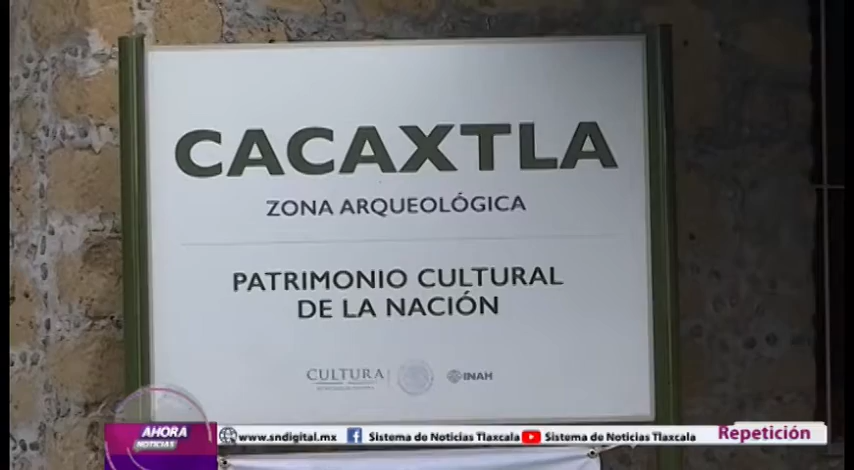 CACAXTLA
ZONA ARQUEOLÓGICA
PATRIMONIO CULTURAL
DE LA NACIÓN
CULTURA
INAH
AHORA
NOTICIAS
www.sndigital.mx Sistema de Noticias Tlaxcala Sistema de Noticias Tlaxcala Repetición